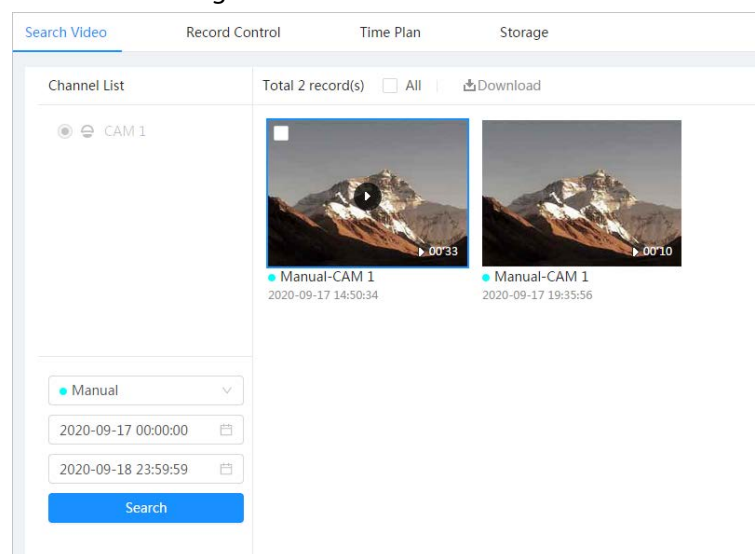 Search Video Record Control Time Plan Storage
Channel List
Total 2 record(s) All Download
CAM 1
00'33
00'10
Manual-CAM 1
2020-09-17 14:50:34
Manual-CAM 1
2020-09-17 19:35:56
Manual
2020-09-17 00:00:00
2020-09-18 23:59:59
Search